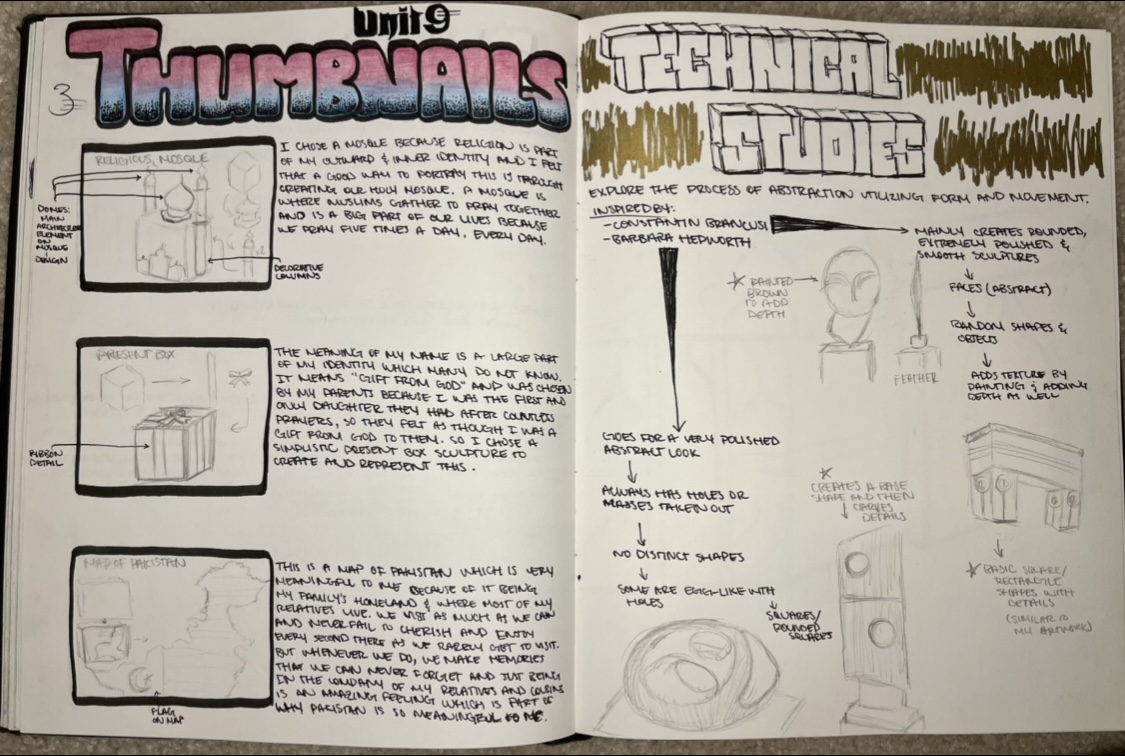 Unit 9
THUMBNAILS
3
RELIGIOUS MOSQUE
DOMES:
MAIN
ARCHITECTURE
ELEMENT
ON
MOSQUE
DESIGN
DECORATIVE
COLUMNS
I CHOSE A MOSQUE BECAUSE RELIGION IS PART
OF MY OUTWARD & INNER IDENTITY AND I FELT
THAT A GOOD WAY TO PORTRAY THIS IS THROUGH
CREATING OUR HOLY MOSQUE. A MOSQUE IS
WHERE MUSLIMS GATHER TO PRAY TOGETHER
AND IS A BIG PART OF OUR LIVES BECAUSE
WE PRAY FIVE TIMES A DAY. EVERY DAY.
PRESENT BOX
RIBBON
DETAIL
THE MEANING OF MY NAME IS A LARGE PART
OF MY IDENTITY WHICH MANY DO NOT KNOW.
IT MEANS "GIFT FROM GOD" AND WAS CHOSEN
BY MY PARENTS BECAUSE I WAS THE FIRST AND
ONLY DAUGHTER THEY HAD AFTER COUNTLESS
PRAYERS, SO THEY FELT AS THOUGH I WAS A
GIFT FROM GOD TO THEM. SO I CHOSE A
SIMPLISTIC PRESENT BOX SCULPTURE TO
CREATE AND REPRESENT THIS.
MAP OF PAKISTAN
FLAG
ON MAP
THIS IS A MAP OF PAKISTAN WHICH IS VERY
MEANINGFUL TO ME BECAUSE OF IT BEING
MY FAMILY'S HOMELAND & WHERE MOST OF MY
RELATIVES LIVE. WE VISIT AS MUCH AS WE CAN
AND NEVER FAIL TO CHERISH AND ENJOY
EVERY SECOND THERE AS WE RARELY GET TO VISIT.
BUT WHENEVER WE DO, WE MAKE MEMORIES
THAT WE CAN NEVER FORGET AND JUST BEING
IN THE COMPANY OF MY RELATIVES AND COUSINS
IS AN AMAZING FEELING WHICH IS PART OF
WHY PAKISTAN IS SO MEANINGFUL TO ME.
TECHNICAL
STUDIES
EXPLORE THE PROCESS OF ABSTRACTION UTILIZING FORM AND MOVEMENT.
INSPIRED BY:
-CONSTANTIN BRANCUSI
-BARBARA HEPWORTH
MAINLY CREATES ROUNDED,
EXTREMELY POLISHED &
SMOOTH SCULPTURES
FACES (ABSTRACT)
RANDOM SHAPES &
OBJECTS
ADDS TEXTURE BY
PAINTING & ADDING
DEPTH AS WELL
PAINTED
BROWN
TO ADD
DEPTH
FEATHER
GOES FOR A VERY POLISHED
ABSTRACT LOOK
ALWAYS HAS HOLES OR
MASSES TAKEN OUT
NO DISTINCT SHAPES
SOME ARE EGG-LIKE WITH
HOLES
SQUARES/
ROUNDED
SQUARES
CREATES A BASE
SHAPE AND THEN
CARVES
DETAILS
BASIC SQUARE/
RECTANGLE
SHAPES WITH
DETAILS
(SIMILAR TO
MY ARTWORK)